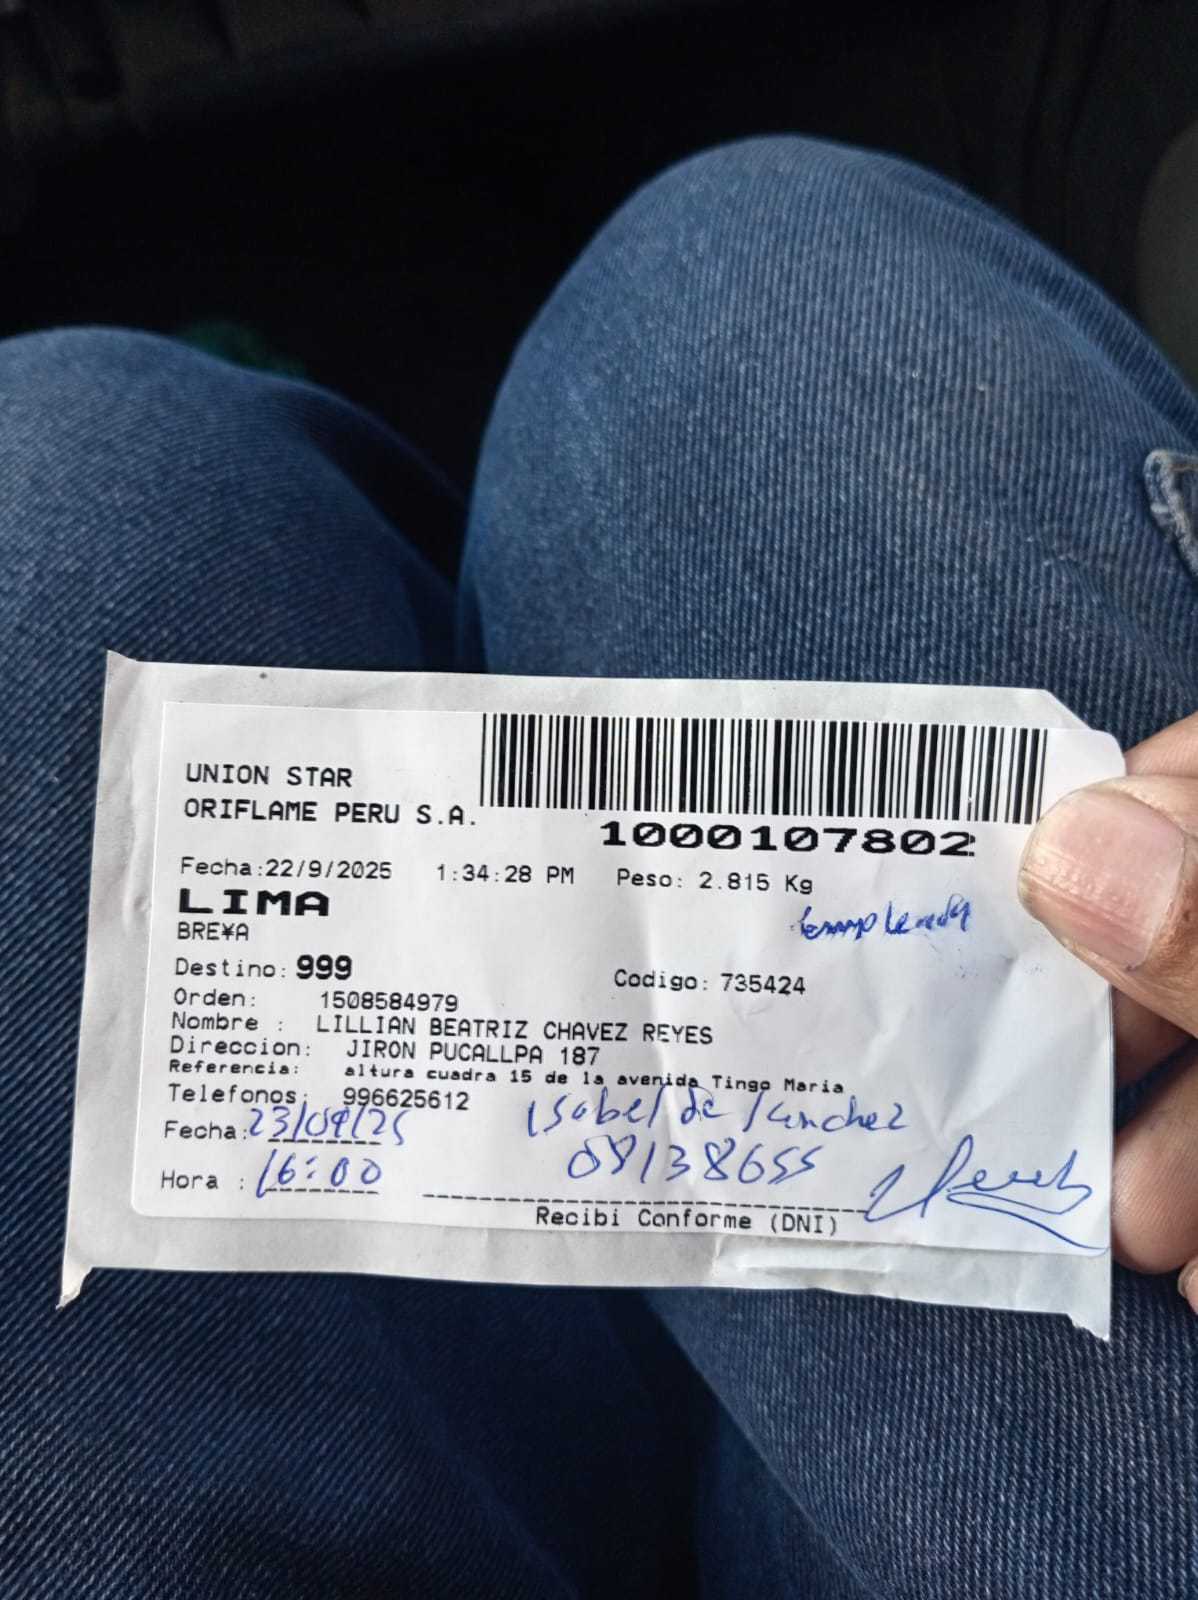 UNION STAR
ORIFLAME PERU S.A.
1000107802
Fecha:22/9/2025 1:34:28 PM Peso: 2.815 Kg
LIMA
BRE¥A
Destino: 999 Codigo: 735424
Orden: 1508584979
Nombre : LILLIAN BEATRIZ CHAVEZ REYES
Direccion: JIRON PUCALLPA 187
Referencia: altura cuadra 15 de la avenida Tingo Maria
Telefonos: 996625612
Isabel de Sanchez
Fecha: 23/09/25
08138655
Hora : 16:00
Recibi Conforme (DNI)